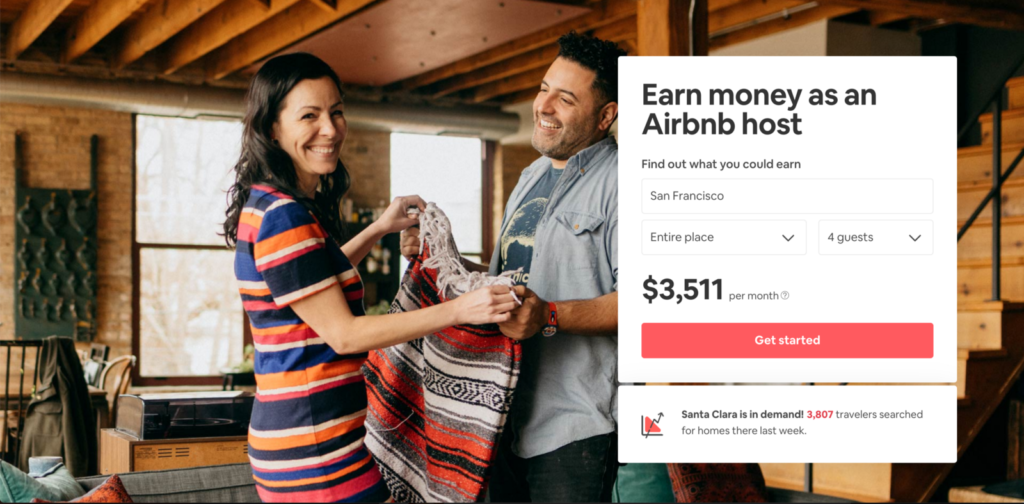 Earn money as an
Airbnb host
Find out what you could earn
San Francisco
Entire place
4 guests
$3,511 per month
Get started
Santa Clara is in demand! 3,807 travelers searched
for homes there last week.